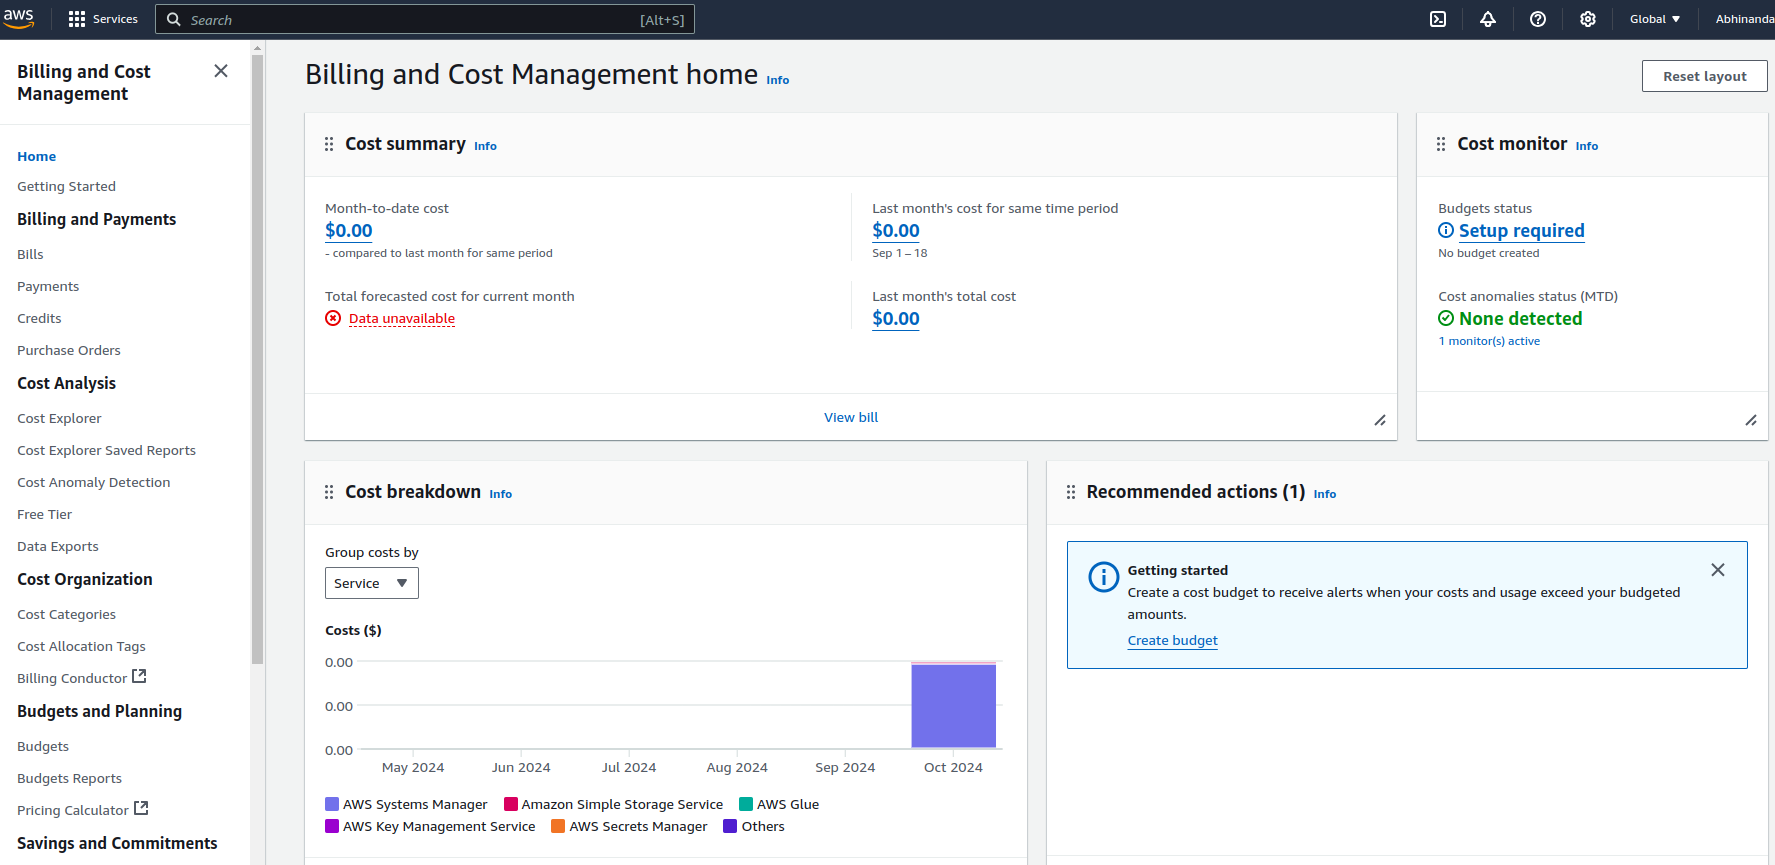 aws
Services
Search
[Alt+S]
Global
Abhinanda
Billing and Cost
Management
Home
Getting Started
Billing and Payments
Bills
Payments
Credits
Purchase Orders
Cost Analysis
Cost Explorer
Cost Explorer Saved Reports
Cost Anomaly Detection
Free Tier
Data Exports
Cost Organization
Cost Categories
Cost Allocation Tags
Billing Conductor
Budgets and Planning
Budgets
Budgets Reports
Pricing Calculator
Savings and Commitments
Billing and Cost Management home Info
Reset layout
Cost summary Info
Month-to-date cost
$0.00
- compared to last month for same period
Last month's cost for same time period
$0.00
Sep 1 – 18
Total forecasted cost for current month
Data unavailable
Last month's total cost
$0.00
View bill
Cost monitor Info
Budgets status
Setup required
No budget created
Cost anomalies status (MTD)
None detected
1 monitor(s) active
Cost breakdown Info
Group costs by
Service
Costs ($)
0.00
0.00
0.00
May 2024 Jun 2024 Jul 2024 Aug 2024 Sep 2024 Oct 2024
AWS Systems Manager Amazon Simple Storage Service AWS Glue
AWS Key Management Service AWS Secrets Manager Others
Recommended actions (1) Info
Getting started
Create a cost budget to receive alerts when your costs and usage exceed your budgeted
amounts.
Create budget